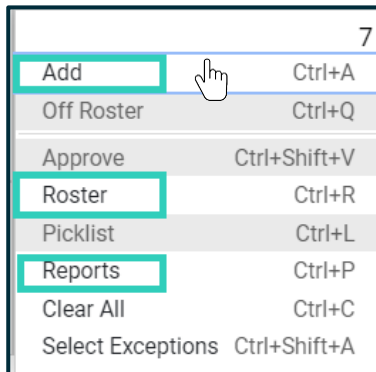 7
Add Ctrl+A
Off Roster Ctrl+Q
Approve Ctrl+Shift+V
Roster Ctrl+R
Picklist Ctrl+L
Reports Ctrl+P
Clear All Ctrl+C
Select Exceptions Ctrl+Shift+A